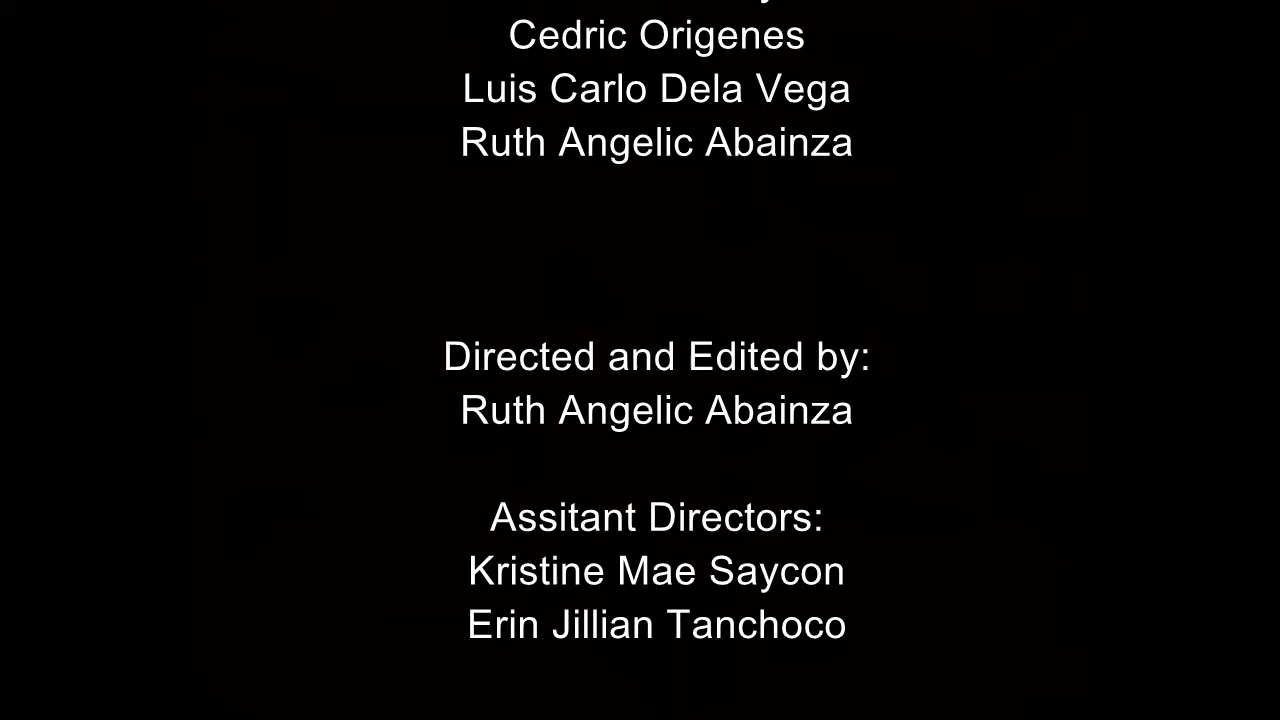 Cedric Origenes
Luis Carlo Dela Vega
Ruth Angelic Abainza
Directed and Edited by:
Ruth Angelic Abainza
Assitant Directors:
Kristine Mae Saycon
Erin Jillian Tanchoco